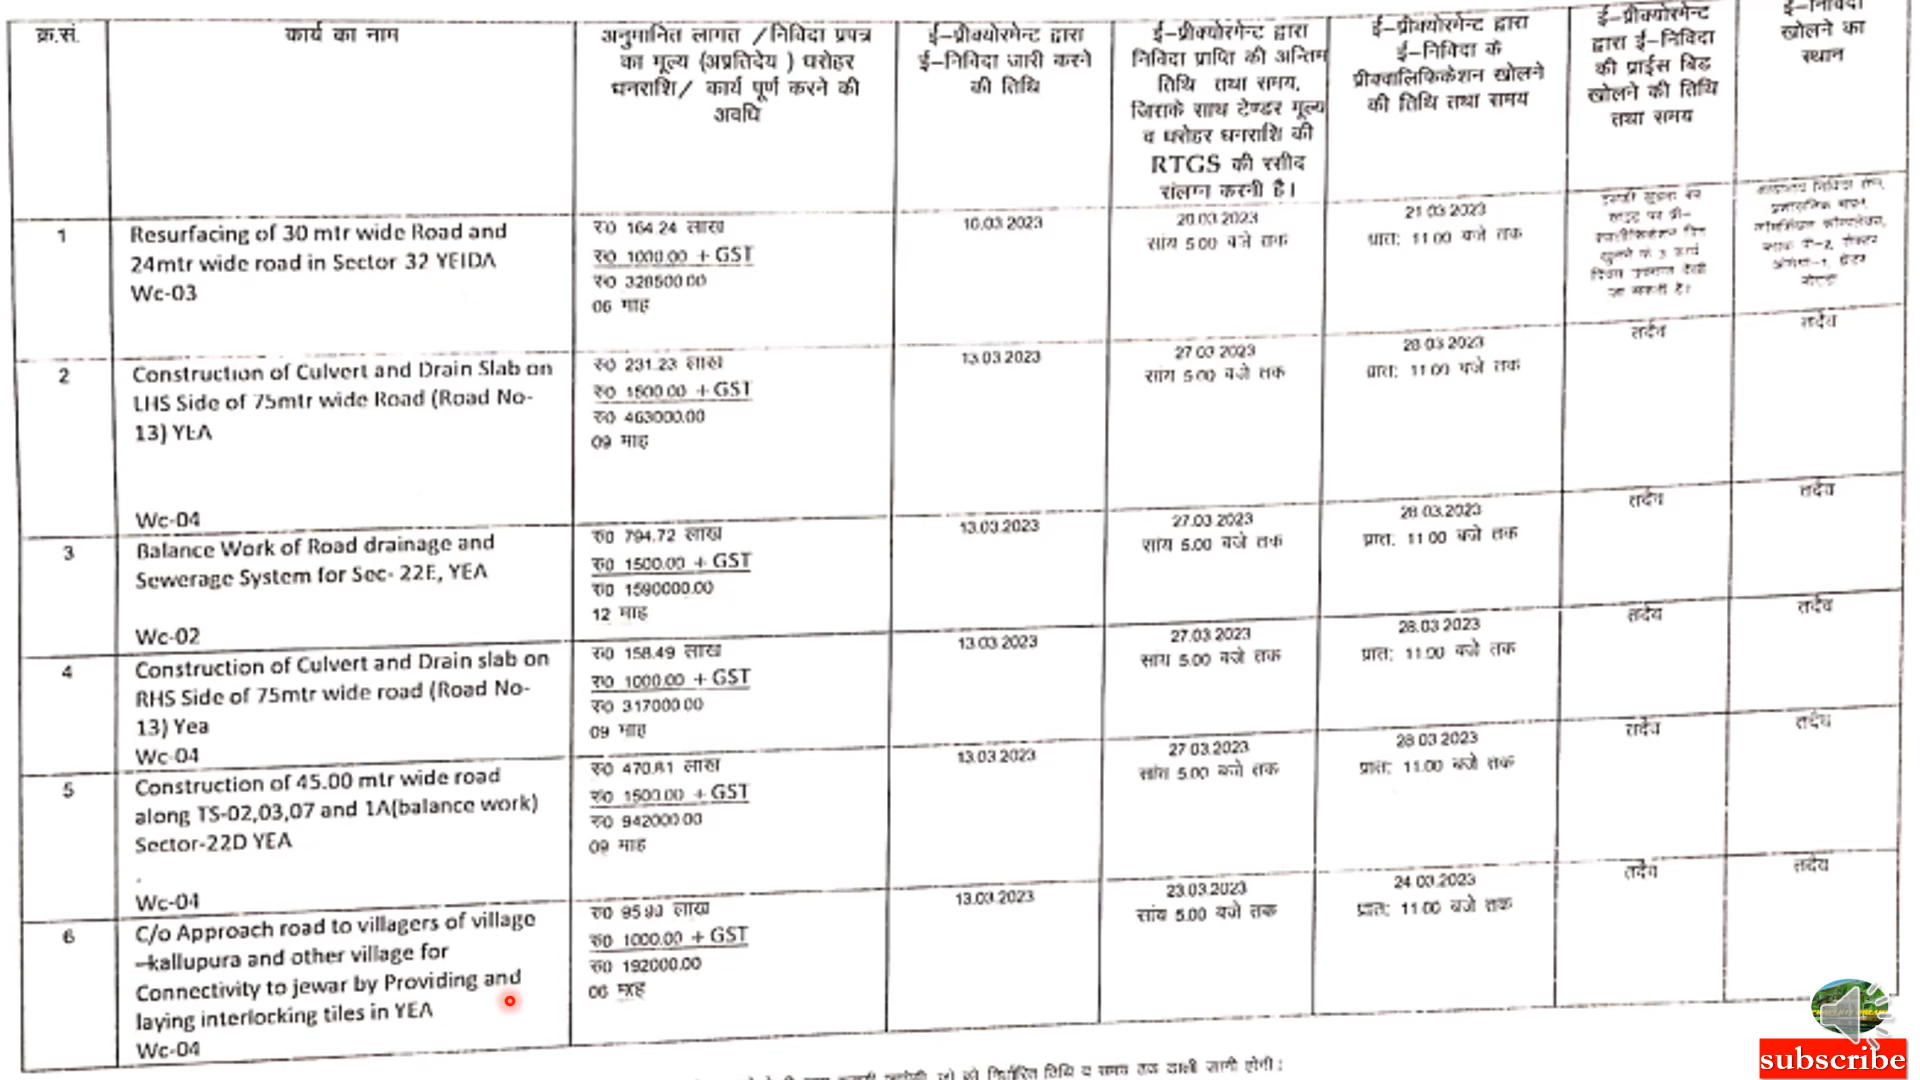 क्र.सं.
कार्य का नाम
अनुमानित लागत /निविदा प्रपत्र
का मूल्य (अप्रतिदेय ) धरोहर
धनराशि/ कार्य पूर्ण करने की
अवधि
ई-प्रीक्योरमेन्ट द्वारा
ई-निविदा जारी करने
की तिथि
ई-प्रीक्योरमेन्ट द्वारा
निविदा प्राप्ति की अन्तिम
तिथि तथा समय,
जिसके साथ टेण्डर मूल्य
व धरोहर धनराशि की
RTGS की रसीद
संलग्न करनी है।
ई-प्रीक्योरमेन्ट द्वारा
ई-निविदा के
प्रीक्वालिफिकेशन खोलने
की तिथि तथा समय
ई-प्रीक्योरमेन्ट
द्वारा ई-निविदा
की प्राईस बिड
खोलने की तिथि
तथा समय
ई-निविदा
खोलने का
स्थान
1
Resurfacing of 30 mtr wide Road and
24mtr wide road in Sector 32 YEIDA
Wc-03
रू0 164.24 लाख
रू0 1000.00 + GST
रू0 328500.00
06 माह
10.03.2023
20.03.2023
सांय 5.00 बजे तक
21.03.2023
प्रात: 11.00 बजे तक
2
Construction of Culvert and Drain Slab on
LHS Side of 75mtr wide Road (Road No-
13) YEA
Wc-04
रू0 231.23 लाख
रू0 1500.00 + GST
रू0 463000.00
09 माह
13.03.2023
27.03.2023
सांय 5.00 बजे तक
28.03.2023
प्रात: 11.00 बजे तक
तदैव
तदैव
3
Balance Work of Road drainage and
Sewerage System for Sec- 22E, YEA
Wc-02
रू0 794.72 लाख
रू0 1500.00 + GST
रू0 1590000.00
12 माह
13.03.2023
27.03.2023
सांय 5.00 बजे तक
28.03.2023
प्रात: 11.00 बजे तक
तदैव
तदैव
4
Construction of Culvert and Drain slab on
RHS Side of 75mtr wide road (Road No-
13) Yea
Wc-04
रू0 158.49 लाख
रू0 1000.00 + GST
रू0 317000.00
09 माह
13.03.2023
27.03.2023
सांय 5.00 बजे तक
28.03.2023
प्रात: 11.00 बजे तक
तदैव
तदैव
5
Construction of 45.00 mtr wide road
along TS-02,03,07 and 1A(balance work)
Sector-22D YEA
.
Wc-04
रू0 470.81 लाख
रू0 1500.00 + GST
रू0 942000.00
09 माह
13.03.2023
27.03.2023
सांय 5.00 बजे तक
28.03.2023
प्रात: 11.00 बजे तक
तदैव
तदैव
6
C/o Approach road to villagers of village
–kallupura and other village for
Connectivity to jewar by Providing and
laying interlocking tiles in YEA
Wc-04
रू0 लाख
रू0 1000.00 + GST
रू0 192000.00
06 माह
13.03.2023
23.03.2023
सांय 5.00 बजे तक
24.03.2023
प्रात: 11.00 बजे तक
तदैव
तदैव
निर्धारित तिथि व समय तक डाली जानी होगी:
subscribe